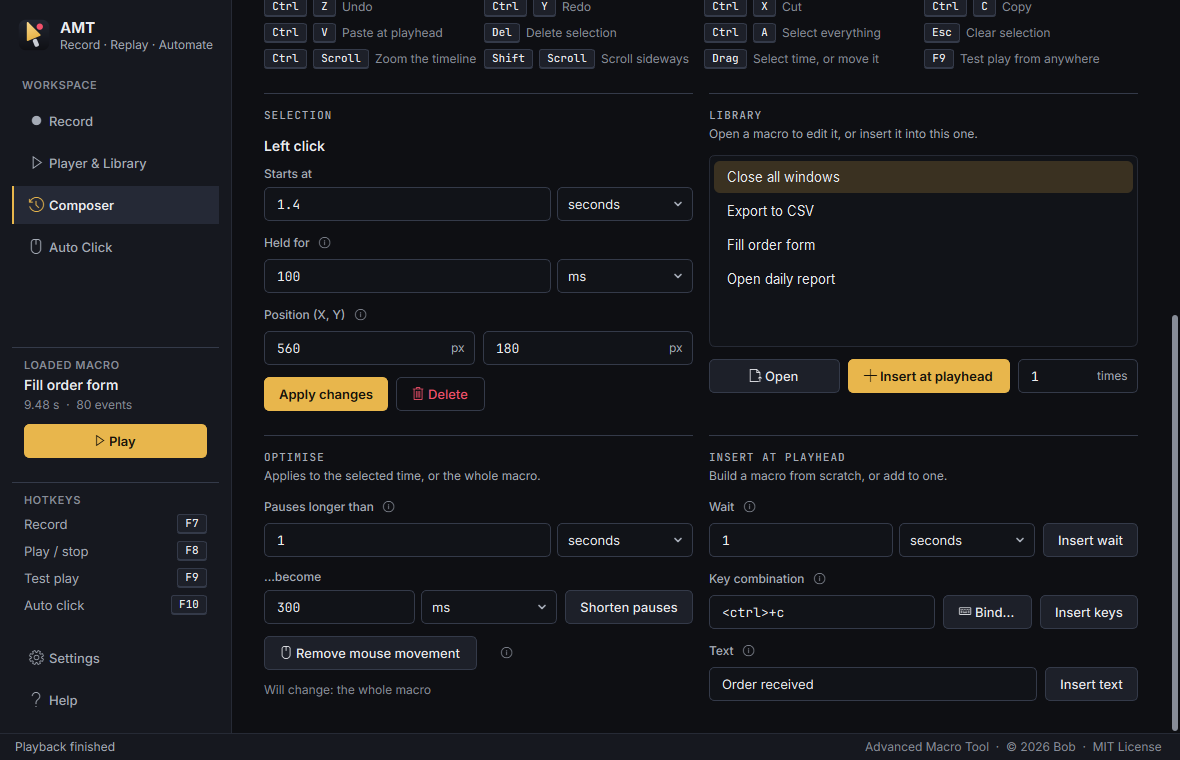 AMT
Record · Replay · Automate
WORKSPACE
Record
Player & Library
Composer
Auto Click
LOADED MACRO
Fill order form
9.48 s · 80 events
Play
HOTKEYS
Record F7
Play / stop F8
Test play F9
Auto click F10
Settings
Help
Ctrl Z Undo Ctrl Y Redo Ctrl X Cut Ctrl C Copy
Ctrl V Paste at playhead Del Delete selection Ctrl A Select everything Esc Clear selection
Ctrl Scroll Zoom the timeline Shift Scroll Scroll sideways Drag Select time, or move it F9 Test play from anywhere
SELECTION
Left click
Starts at
1.4 seconds
Held for
100 ms
Position (X, Y)
560 px 180 px
Apply changes Delete
LIBRARY
Open a macro to edit it, or insert it into this one.
Close all windows
Export to CSV
Fill order form
Open daily report
Open Insert at playhead 1 times
OPTIMISE
Applies to the selected time, or the whole macro.
Pauses longer than
1 seconds
...become
300 ms Shorten pauses
Remove mouse movement
Will change: the whole macro
INSERT AT PLAYHEAD
Build a macro from scratch, or add to one.
Wait
1 seconds Insert wait
Key combination
<ctrl>+c Bind... Insert keys
Text
Order received Insert text
Playback finished
Advanced Macro Tool · © 2026 Bob · MIT License